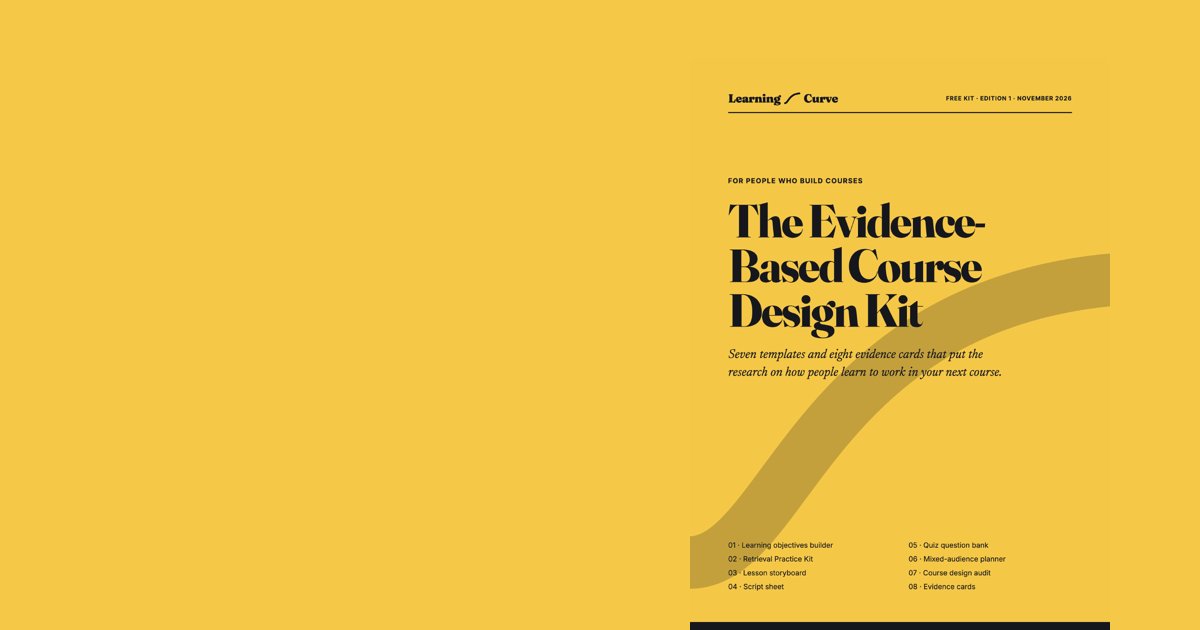 Learning Curve
FREE KIT · EDITION 1 · NOVEMBER 2026
FOR PEOPLE WHO BUILD COURSES
The Evidence-
Based Course
Design Kit
Seven templates and eight evidence cards that put the
research on how people learn to work in your next course.
01 · Learning objectives builder
02 · Retrieval Practice Kit
03 · Lesson storyboard
04 · Script sheet
05 · Quiz question bank
06 · Mixed-audience planner
07 · Course design audit
08 · Evidence cards